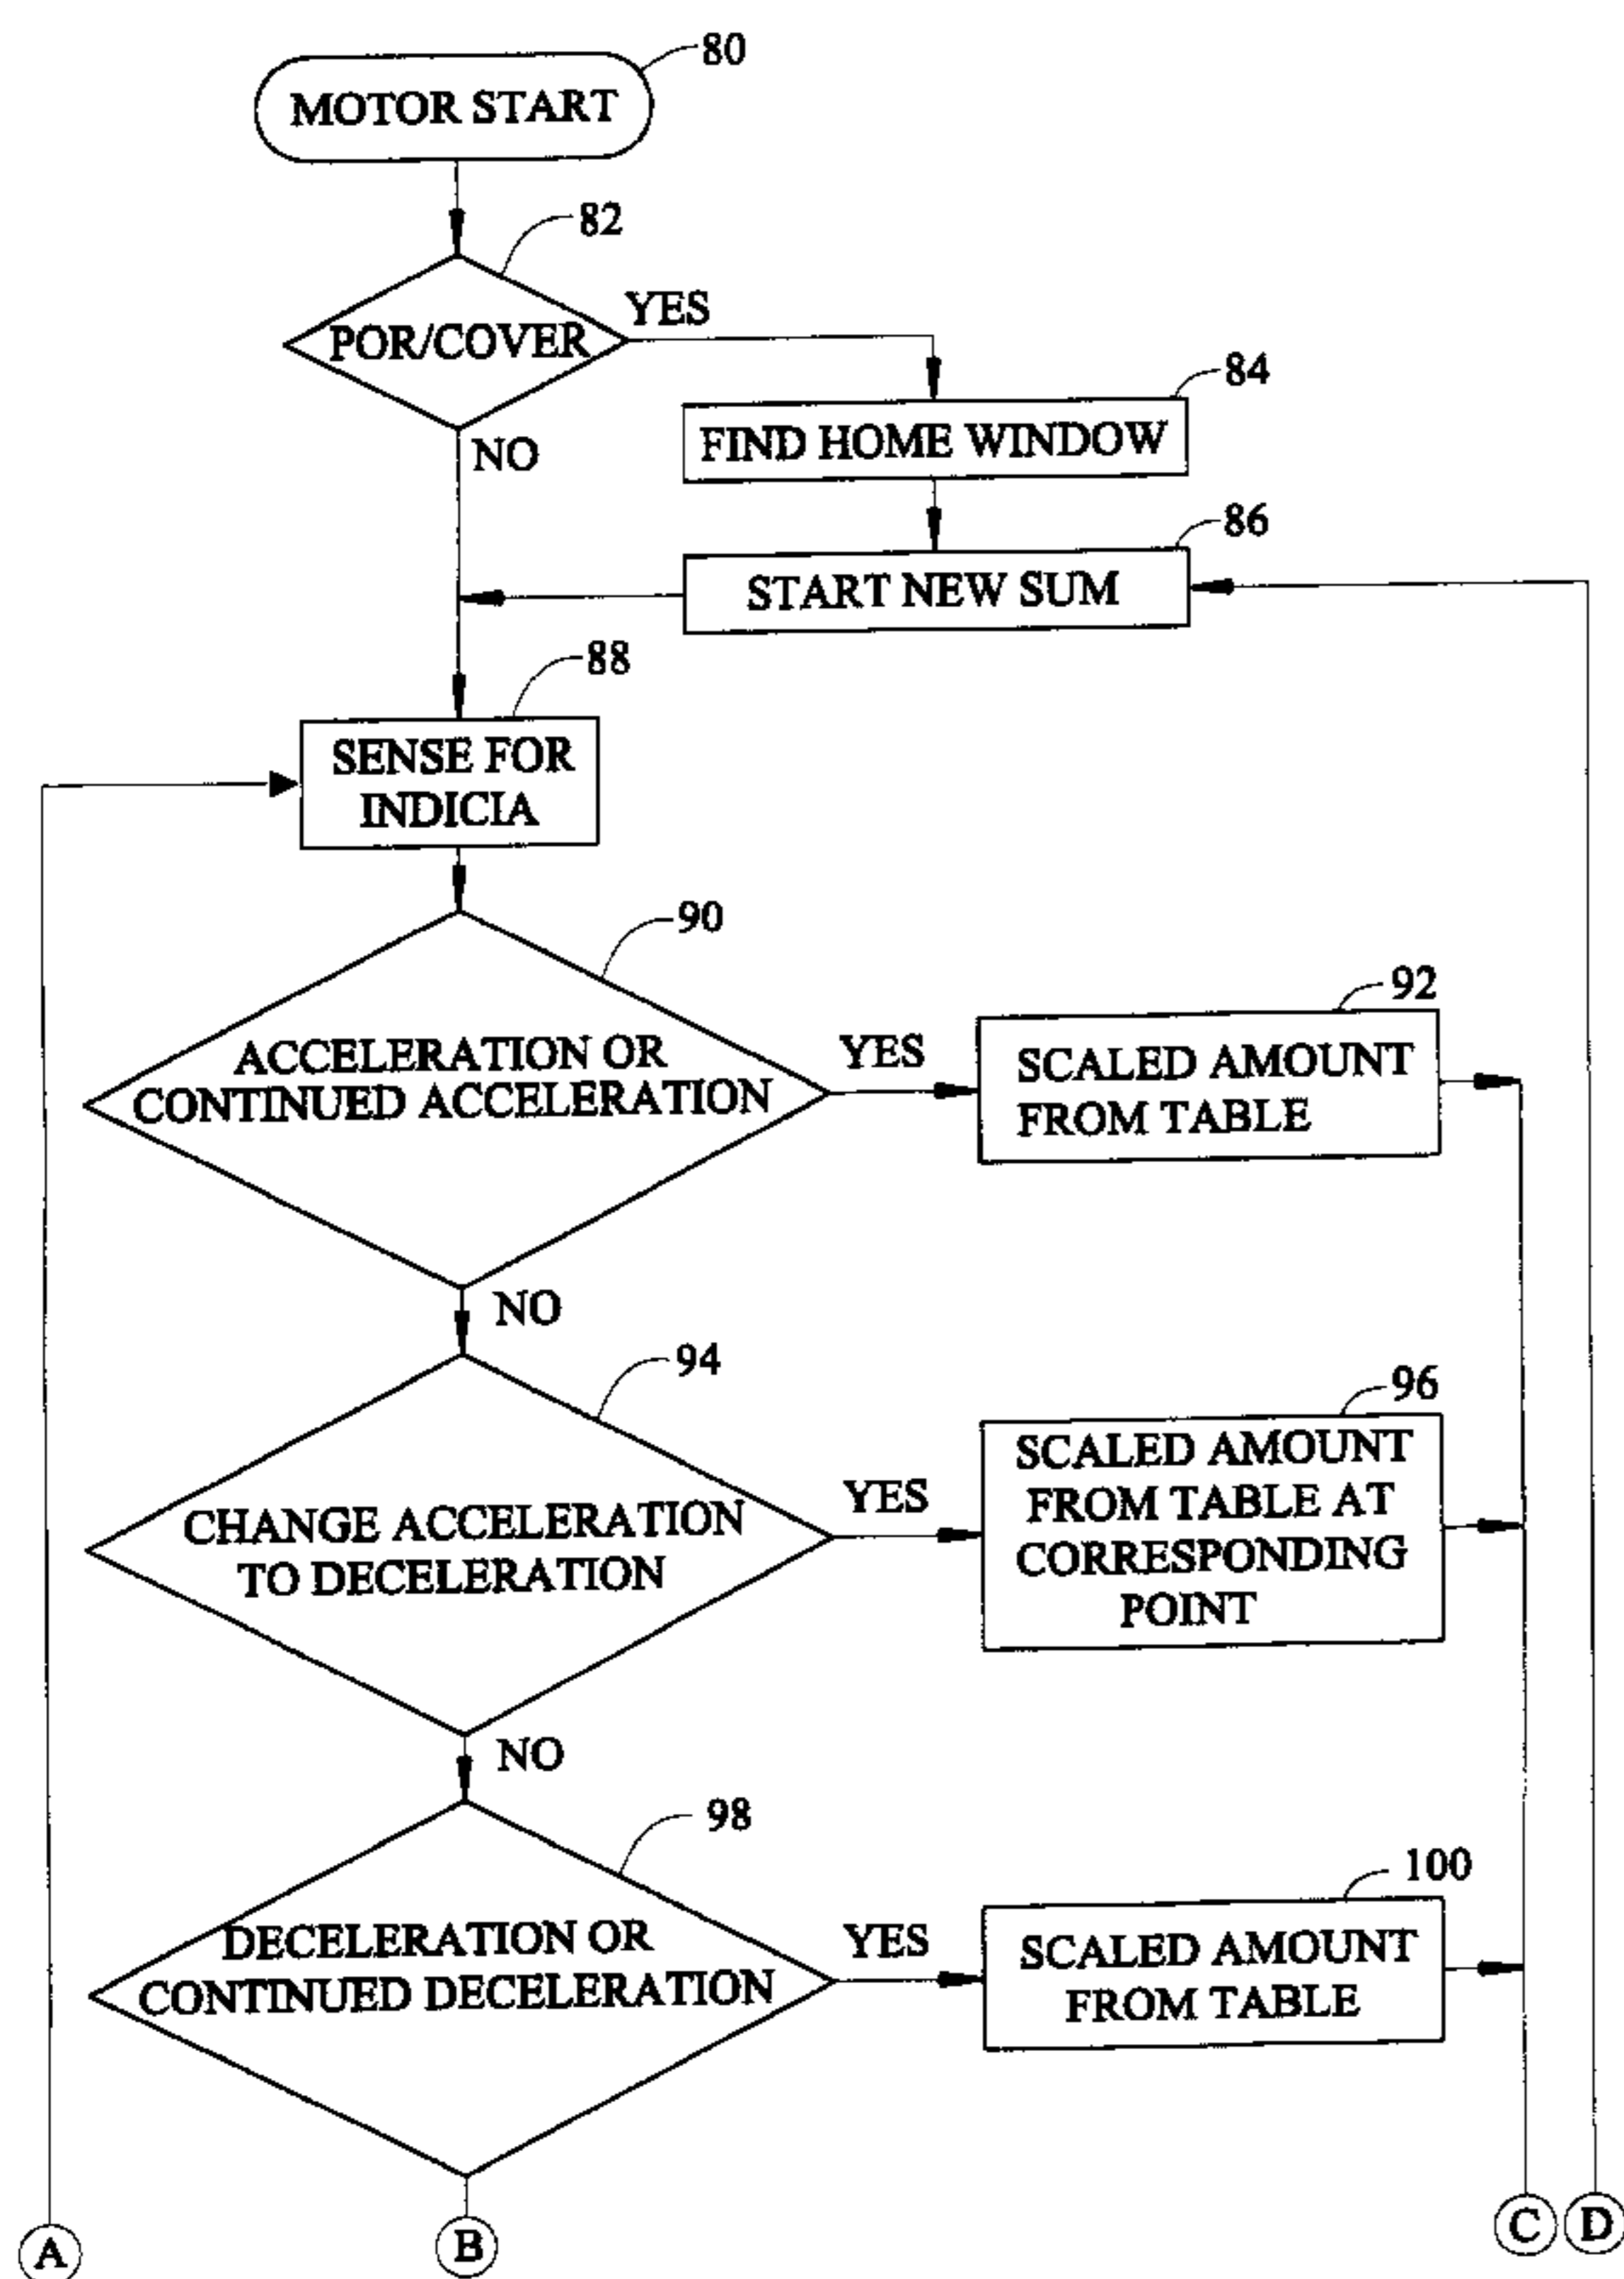 80
MOTOR START
82
POR/COVER
YES
84
FIND HOME WINDOW
NO
86
START NEW SUM
88
SENSE FOR
INDICIA
90
ACCELERATION OR
CONTINUED ACCELERATION
YES
92
SCALED AMOUNT
FROM TABLE
NO
94
CHANGE ACCELERATION
TO DECELERATION
YES
96
SCALED AMOUNT
FROM TABLE AT
CORRESPONDING
POINT
NO
98
DECELERATION OR
CONTINUED DECELERATION
YES
100
SCALED AMOUNT
FROM TABLE
A
B
C
D